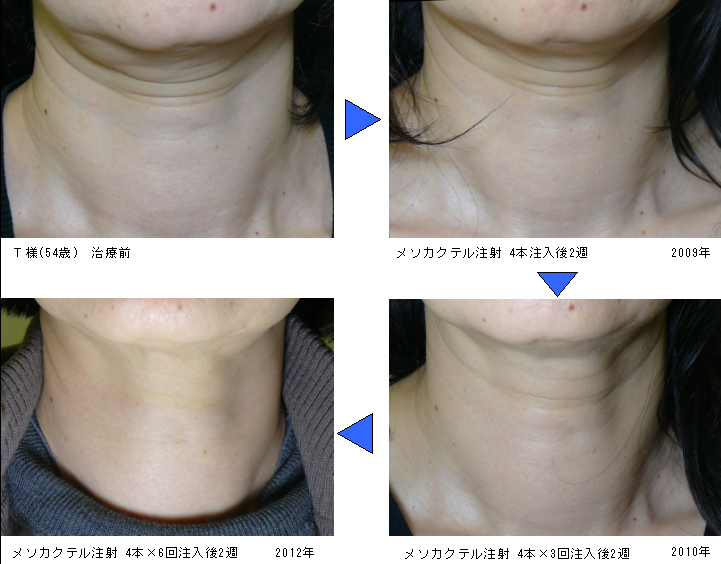 T様(54歳) 治療前
メソカクテル注射 4本注入後2週 2009年
メソカクテル注射 4本×6回注入後2週 2012年
メソカクテル注射 4本×3回注入後2週 2010年